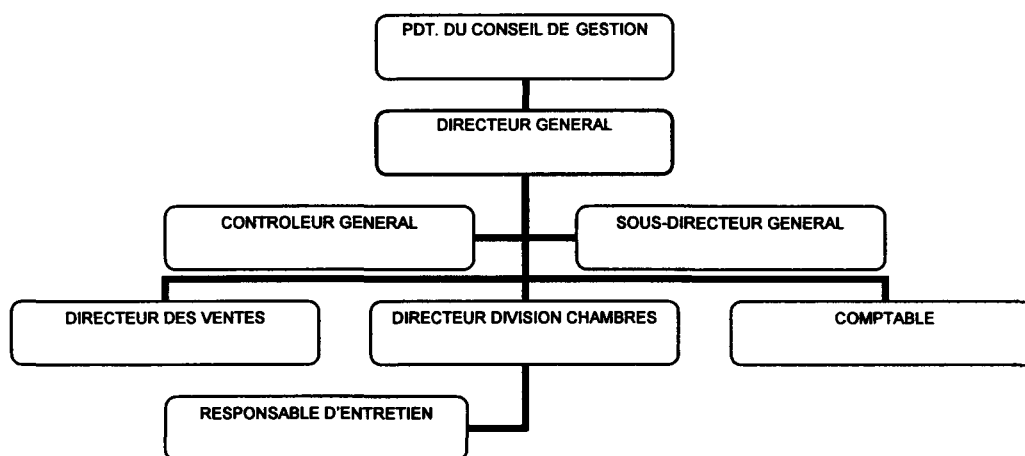 PDT. DU CONSEIL DE GESTION
DIRECTEUR GENERAL
CONTROLEUR GENERAL
SOUS-DIRECTEUR GENERAL
DIRECTEUR DES VENTES
DIRECTEUR DIVISION CHAMBRES
COMPTABLE
RESPONSABLE D'ENTRETIEN